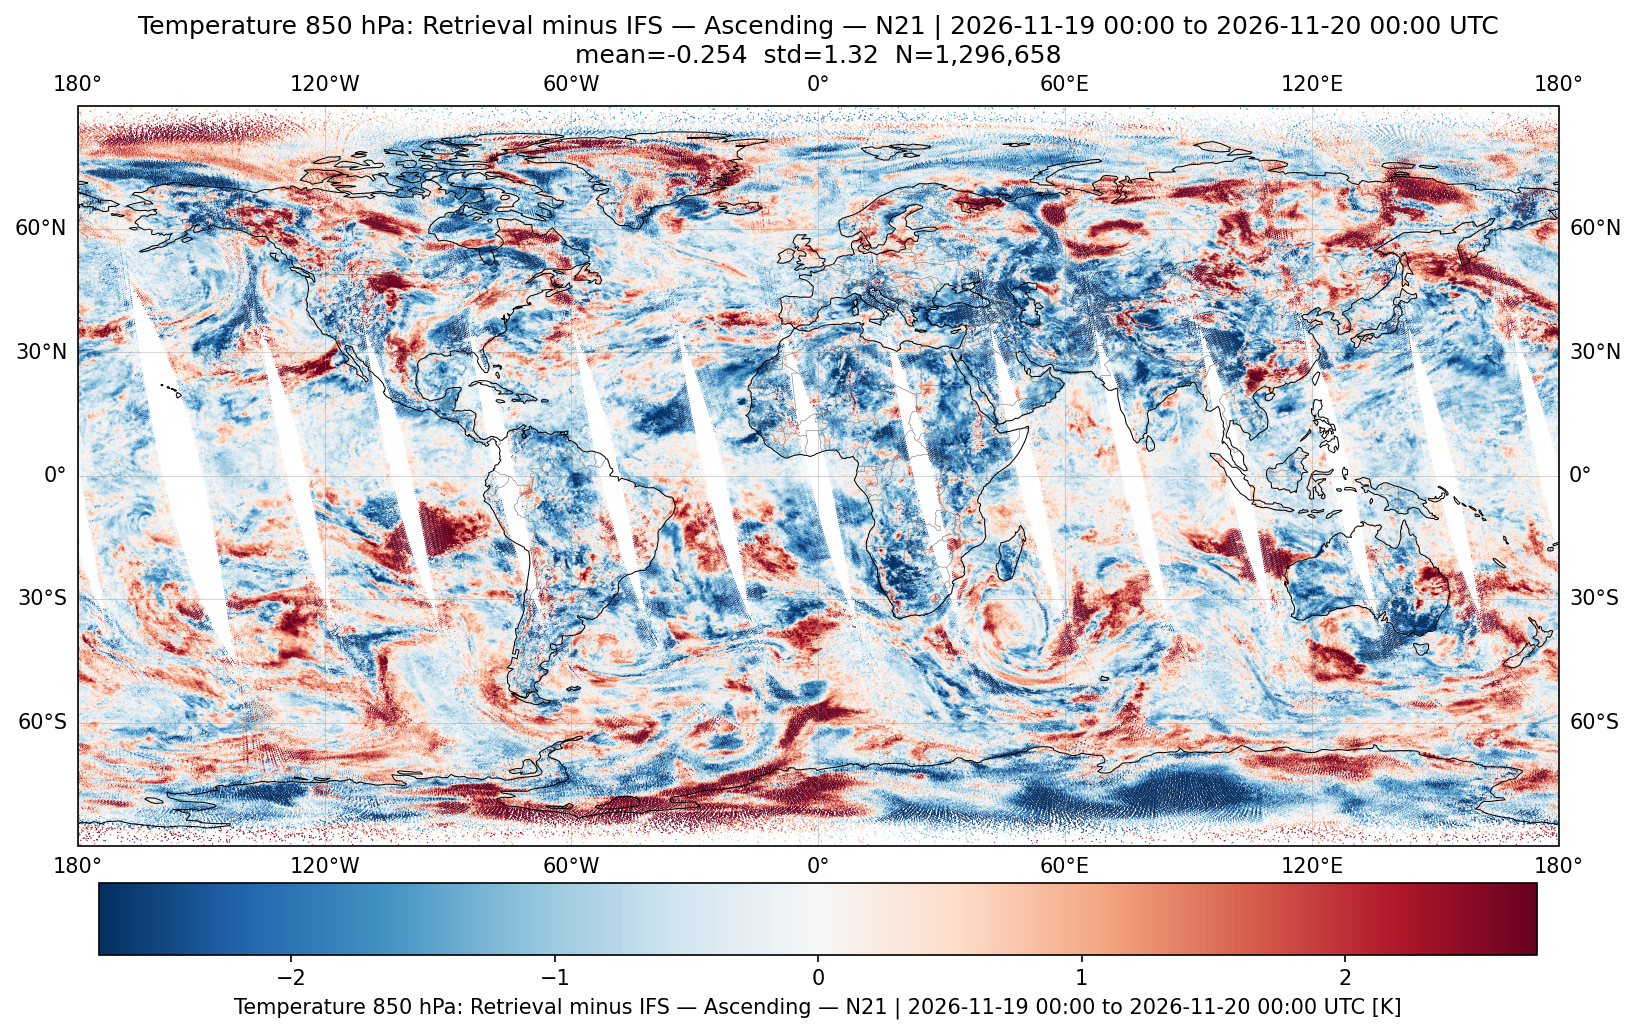 Temperature 850 hPa: Retrieval minus IFS — Ascending — N21 | 2026-11-19 00:00 to 2026-11-20 00:00 UTC
mean=-0.254  std=1.32  N=1,296,658
180° 120°W 60°W 0° 60°E 120°E 180°
60°N 60°N
30°N 30°N
0° 0°
30°S 30°S
60°S 60°S
180° 120°W 60°W 0° 60°E 120°E 180°
−2 −1 0 1 2
Temperature 850 hPa: Retrieval minus IFS — Ascending — N21 | 2026-11-19 00:00 to 2026-11-20 00:00 UTC [K]